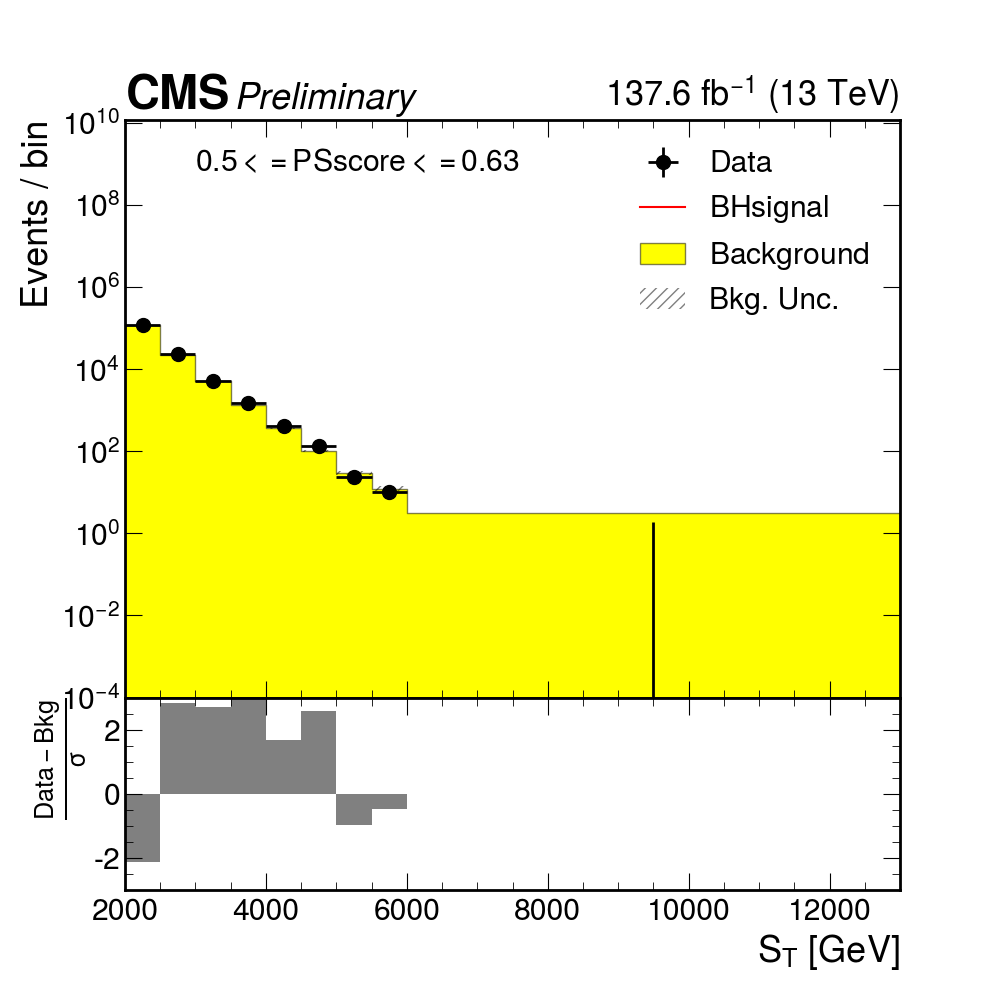 CMS Preliminary 137.6 fb⁻¹ (13 TeV)
Events / bin
10¹⁰
10⁸
10⁶
10⁴
10²
10⁰
10⁻²
10⁻⁴
0.5 < = PSscore < = 0.63
Data
BHsignal
Background
Bkg. Unc.
Data − Bkg
σ
2
0
-2
2000 4000 6000 8000 10000 12000
S_T [GeV]